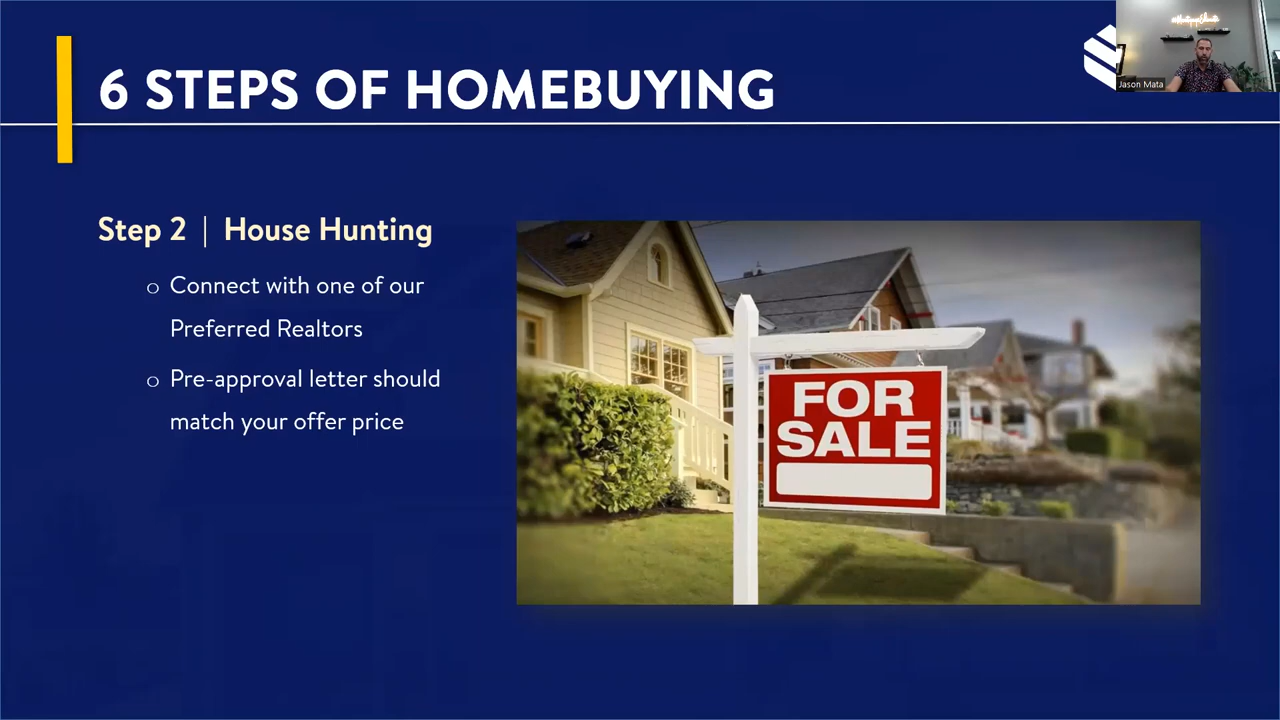 6 STEPS OF HOMEBUYING
Jason Mata
Step 2 | House Hunting
o Connect with one of our
Preferred Realtors
o Pre-approval letter should
match your offer price
FOR
SALE